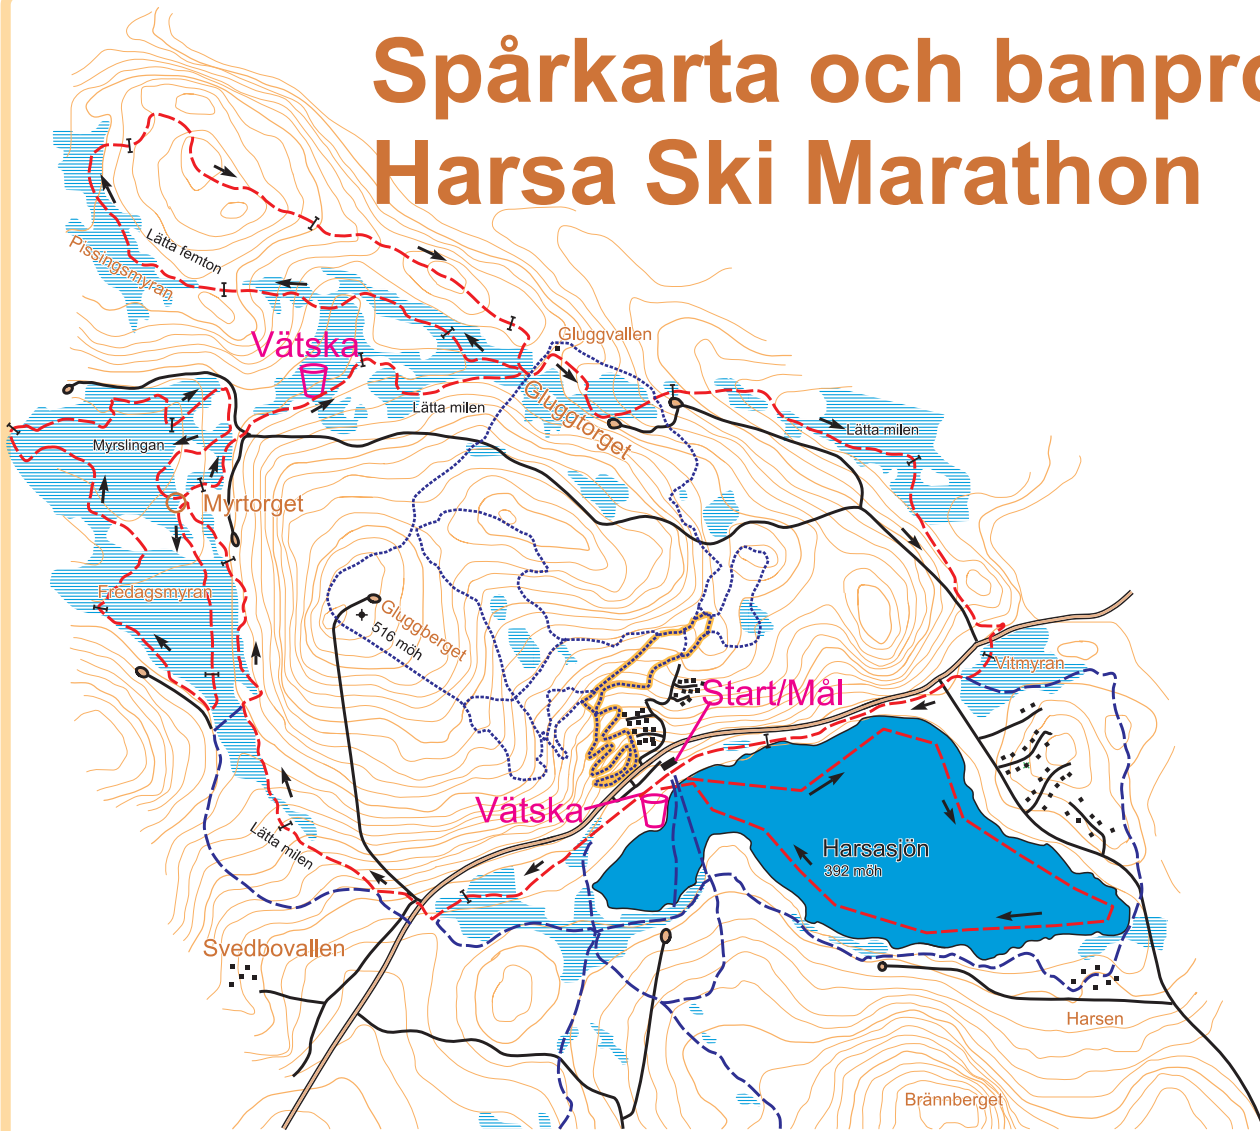 Spårkarta och banpro
Harsa Ski Marathon
Lätta femton
Pissingsmyran
Vätska
Gluggvallen
Lätta milen
Gluggtorget
Lätta milen
Myrslingan
Myrtorget
Fredagsmyran
Gluggberget
516 möh
Vitmyran
Start/Mål
Vätska
Lätta milen
Harsasjön
392 möh
Svedbovallen
Harsen
Brännberget